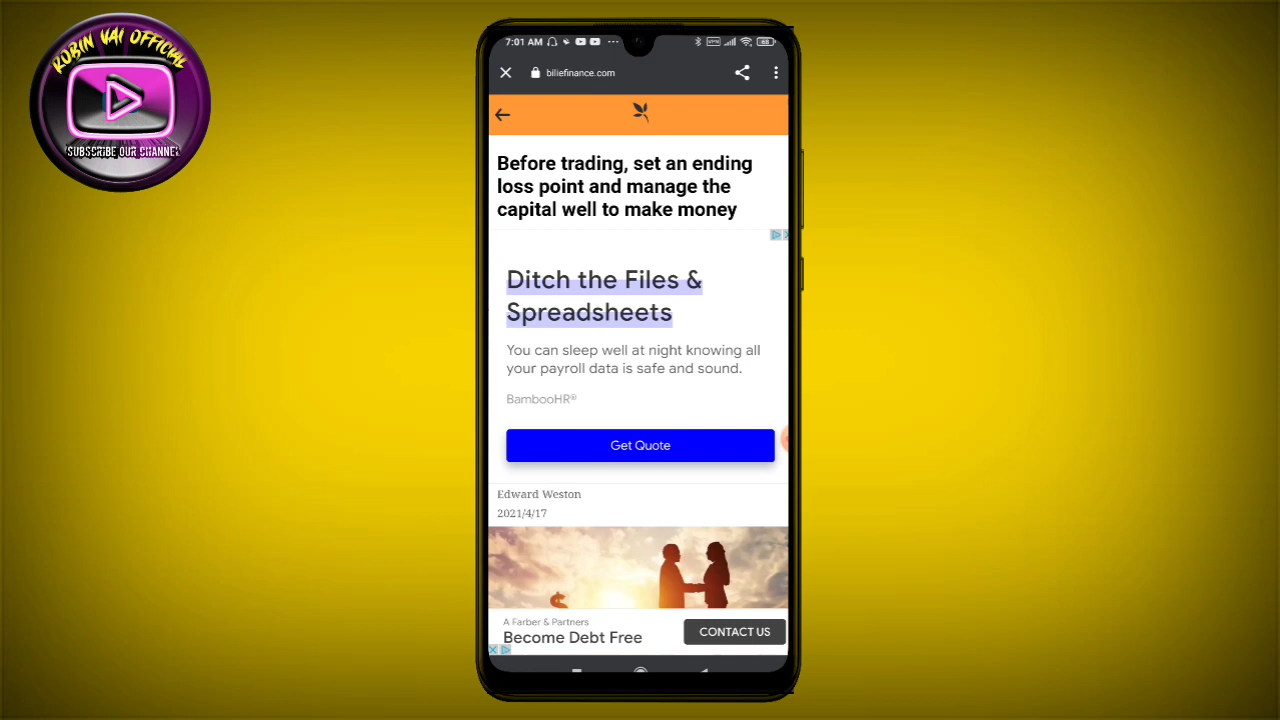 ROBIN VAI OFFICIAL
SUBSCRIBE OUR CHANNEL
7:01 AM
68
biliefinance.com
Before trading, set an ending
loss point and manage the
capital well to make money
Ditch the Files &
Spreadsheets
You can sleep well at night knowing all
your payroll data is safe and sound.
BambooHR®
Get Quote
Edward Weston
2021/4/17
A Farber & Partners
Become Debt Free
CONTACT US